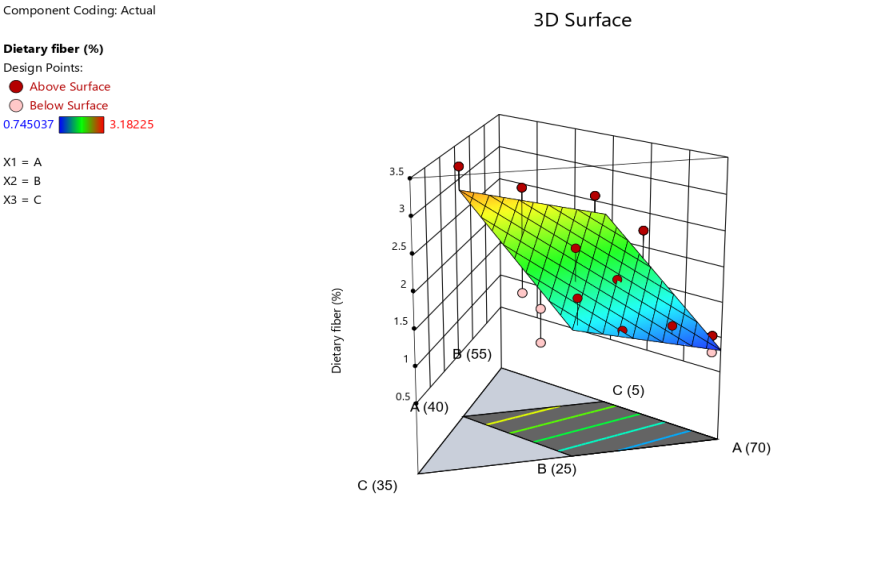 Component Coding: Actual
3D Surface
Dietary fiber (%)
Design Points:
Above Surface
Below Surface
0.745037 3.18225
X1 = A
X2 = B
X3 = C
3.5
3
2.5
2
1.5
1
0.5
Dietary fiber (%)
B (55)
A (40)
C (5)
A (70)
B (25)
C (35)